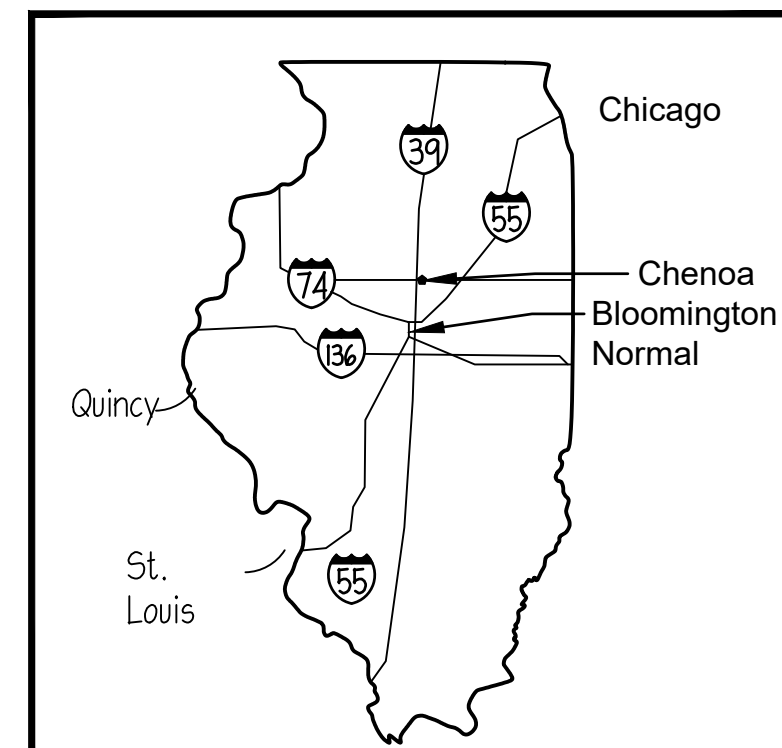 Chicago
39
55
Chenoa
74
Bloomington
Normal
136
Quincy
St.
Louis
55